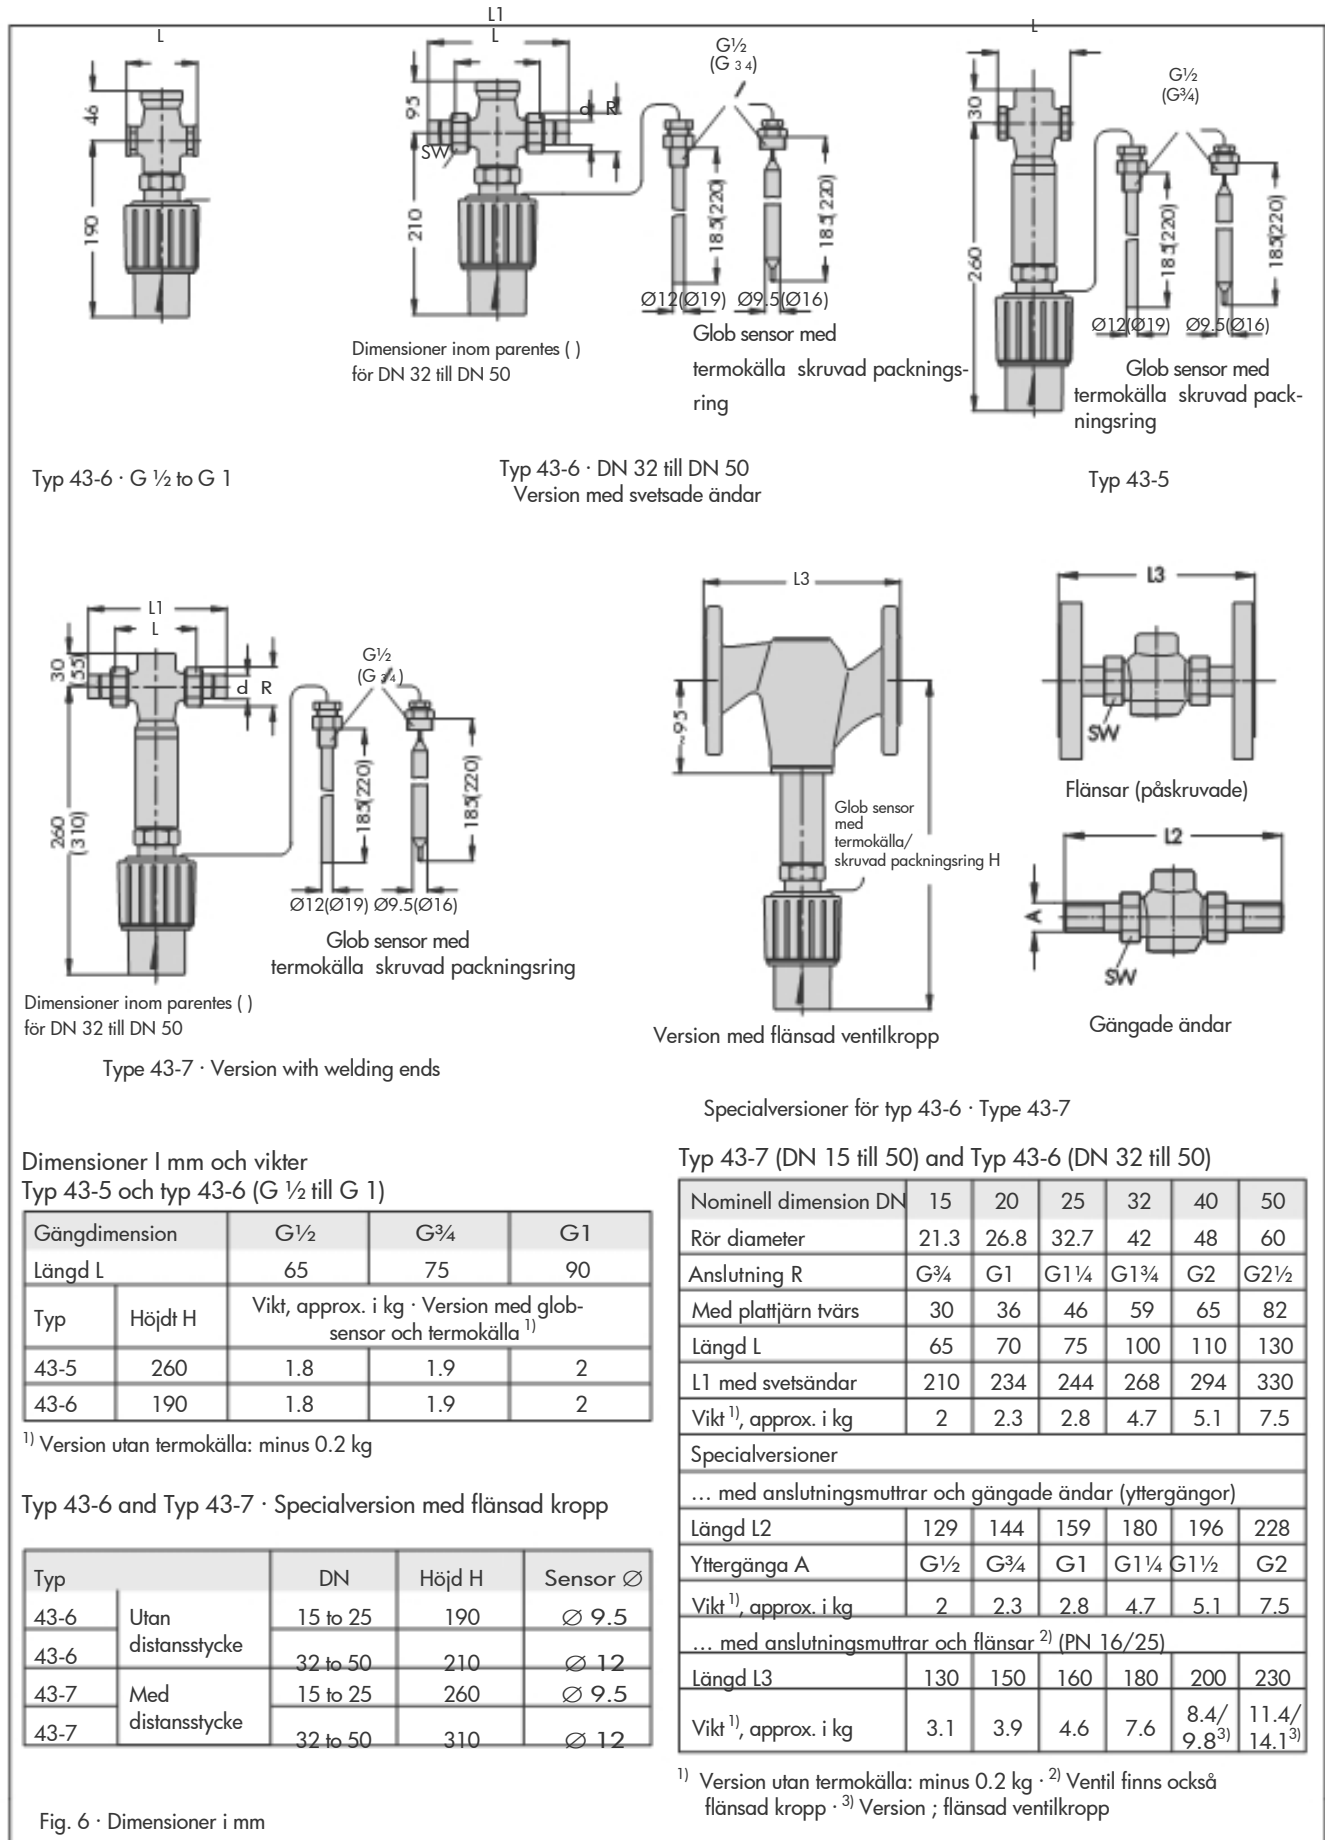 L
46
190
Typ 43-6 · G ½ to G 1
L1
L
95
210
SW
d R
G½
(G 3 4)
185(220)
185(220)
Ø12(Ø19) Ø9.5(Ø16)
Glob sensor med
termokälla skruvad packnings-
ring
Dimensioner inom parentes ( )
för DN 32 till DN 50
Typ 43-6 · DN 32 till DN 50
Version med svetsade ändar
L
30
260
G½
(G¾)
185(220)
185(220)
Ø12(Ø19) Ø9.5(Ø16)
Glob sensor med
termokälla skruvad pack-
ningsring
Typ 43-5
L1
L
30
(55)
260
(310)
d R
G½
(G ¾)
185(220)
185(220)
Ø12(Ø19) Ø9.5(Ø16)
Glob sensor med
termokälla skruvad packningsring
Dimensioner inom parentes ( )
för DN 32 till DN 50
Type 43-7 · Version with welding ends
L3
~95
Glob sensor
med
termokälla/
skruvad packningsring H
Version med flänsad ventilkropp
L3
SW
Flänsar (påskruvade)
L2
A
SW
Gängade ändar
Specialversioner för typ 43-6 · Type 43-7
Dimensioner I mm och vikter
Typ 43-5 och typ 43-6 (G ½ till G 1)
Gängdimension G½ G¾ G1
Längd L 65 75 90
Typ Höjdt H Vikt, approx. i kg · Version med glob-
sensor och termokälla 1)
43-5 260 1.8 1.9 2
43-6 190 1.8 1.9 2
1) Version utan termokälla: minus 0.2 kg
Typ 43-6 and Typ 43-7 · Specialversion med flänsad kropp
Typ DN Höjd H Sensor ∅
43-6 Utan distansstycke 15 to 25 190 ∅ 9.5
43-6 32 to 50 210 ∅ 12
43-7 Med distansstycke 15 to 25 260 ∅ 9.5
43-7 32 to 50 310 ∅ 12
Fig. 6 · Dimensioner i mm
Typ 43-7 (DN 15 till 50) and Typ 43-6 (DN 32 till 50)
Nominell dimension DN 15 20 25 32 40 50
Rör diameter 21.3 26.8 32.7 42 48 60
Anslutning R G¾ G1 G1¼ G1¾ G2 G2½
Med plattjärn tvärs 30 36 46 59 65 82
Längd L 65 70 75 100 110 130
L1 med svetsändar 210 234 244 268 294 330
Vikt 1), approx. i kg 2 2.3 2.8 4.7 5.1 7.5
Specialversioner
... med anslutningsmuttrar och gängade ändar (yttergängor)
Längd L2 129 144 159 180 196 228
Yttergänga A G½ G¾ G1 G1¼ G1½ G2
Vikt 1), approx. i kg 2 2.3 2.8 4.7 5.1 7.5
... med anslutningsmuttrar och flänsar 2) (PN 16/25)
Längd L3 130 150 160 180 200 230
Vikt 1), approx. i kg 3.1 3.9 4.6 7.6 8.4/ 9.8 3) 11.4/ 14.1 3)
1) Version utan termokälla: minus 0.2 kg · 2) Ventil finns också
flänsad kropp · 3) Version ; flänsad ventilkropp